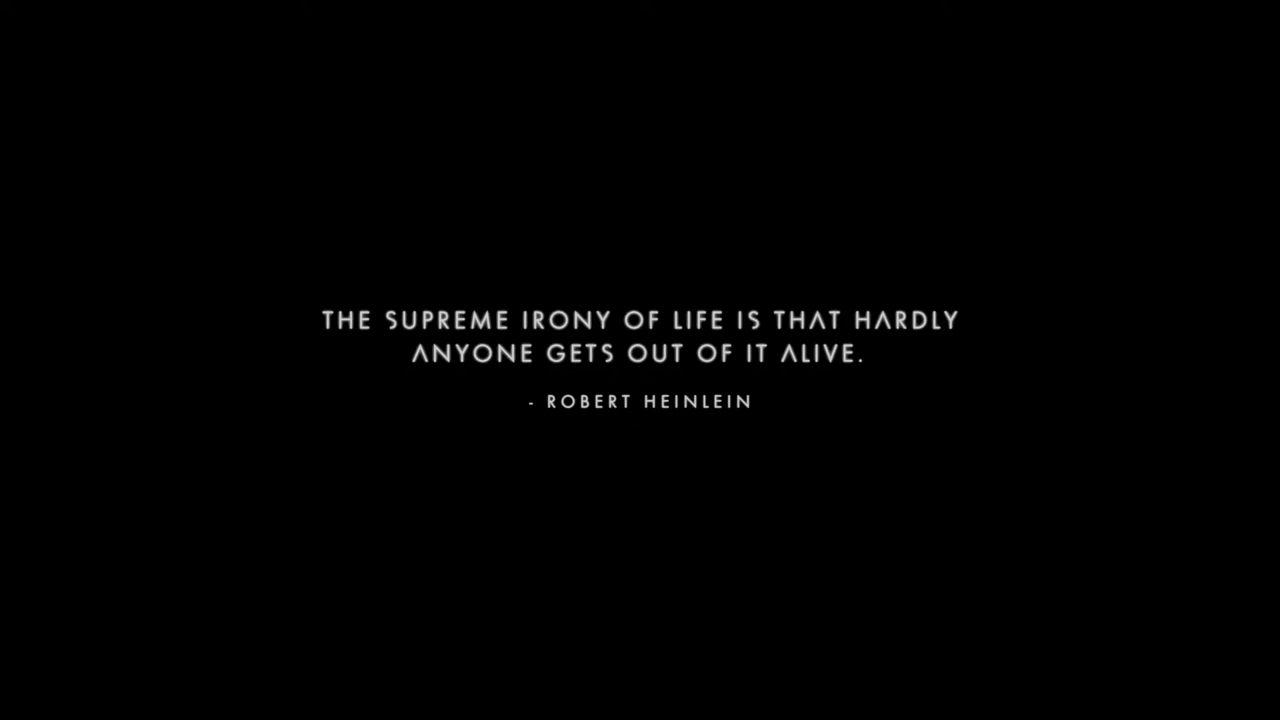 THE SUPREME IRONY OF LIFE IS THAT HARDLY
ANYONE GETS OUT OF IT ALIVE.
- ROBERT HEINLEIN